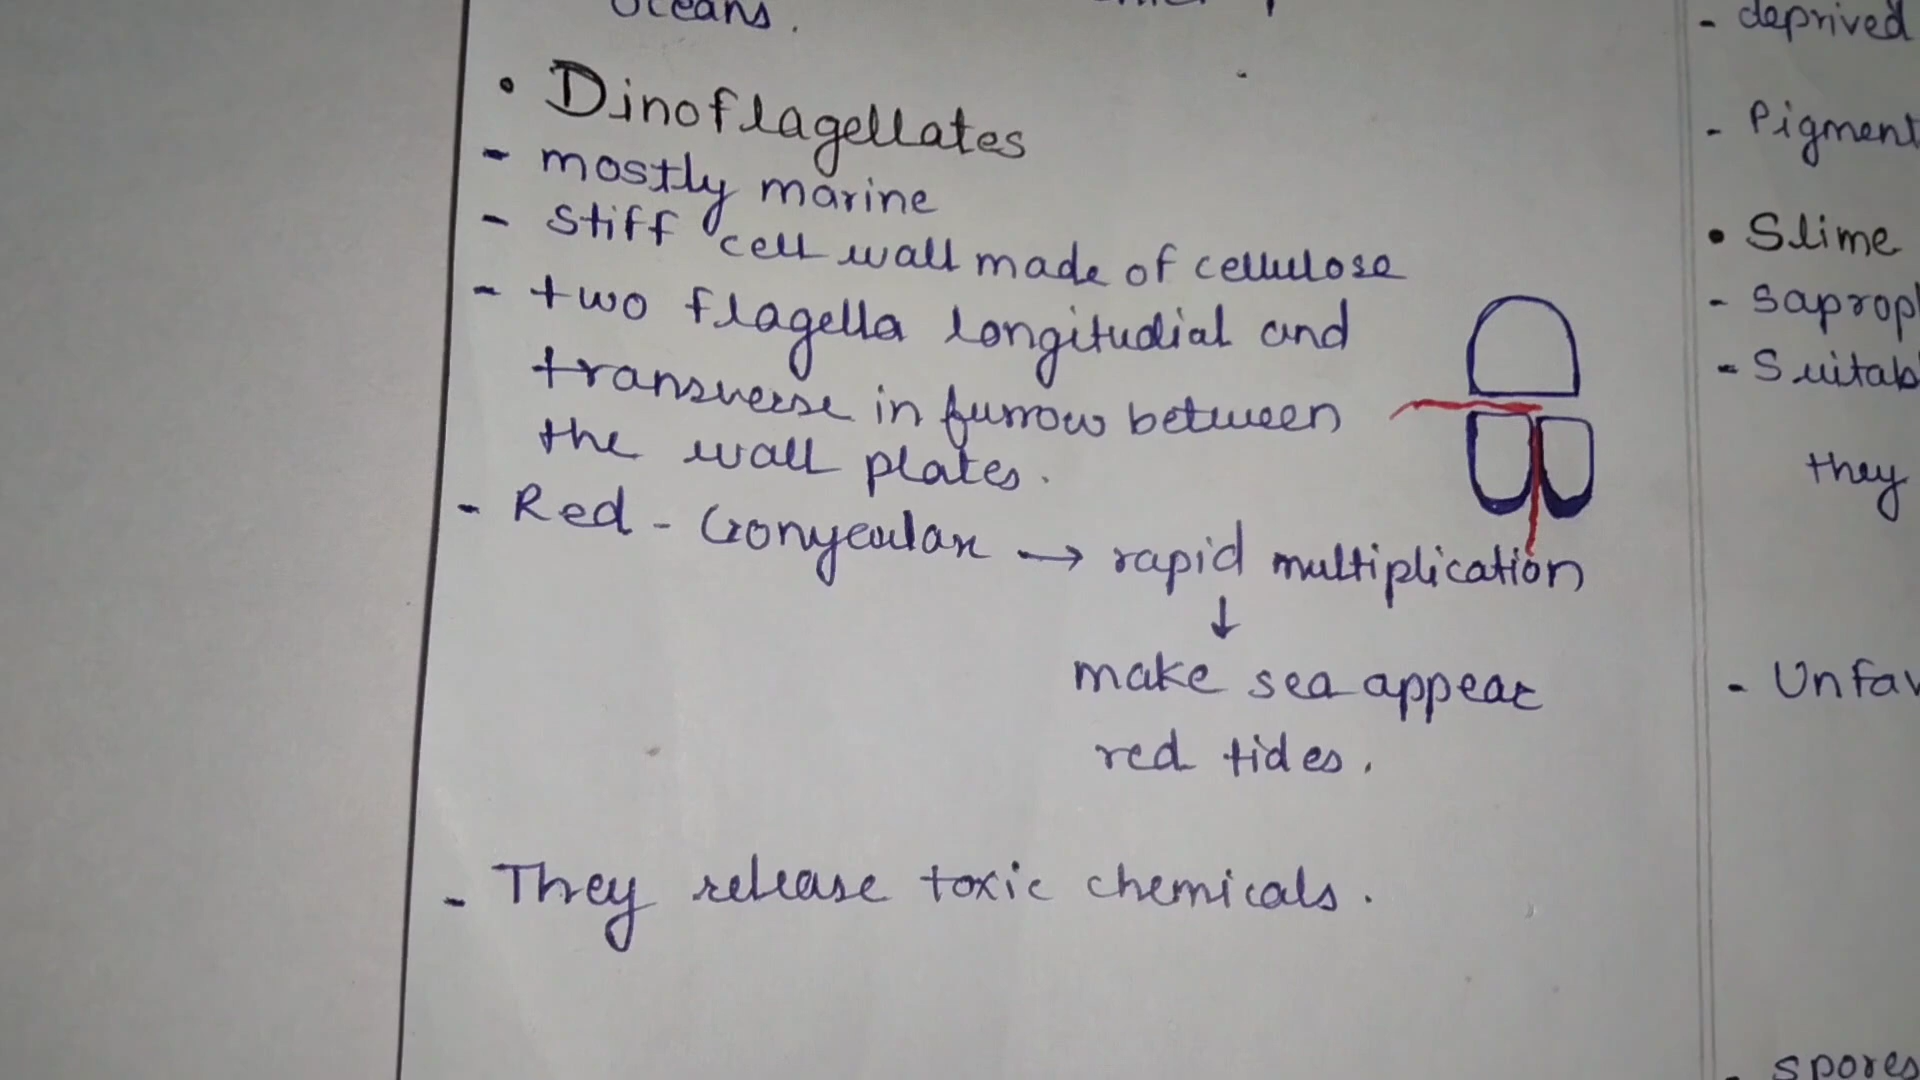 Oceans.
• Dinoflagellates
- mostly marine
- stiff cell wall made of cellulose
- two flagella longitudial and
transverse in furrow between
the wall plates.
- Red - Gonyeulax → rapid multiplication
↓
make sea appear
red tides.
- They release toxic chemicals.
- deprived
- Pigment
• Slime
- Saprop
- Suitab
they
- Unfav
- spores